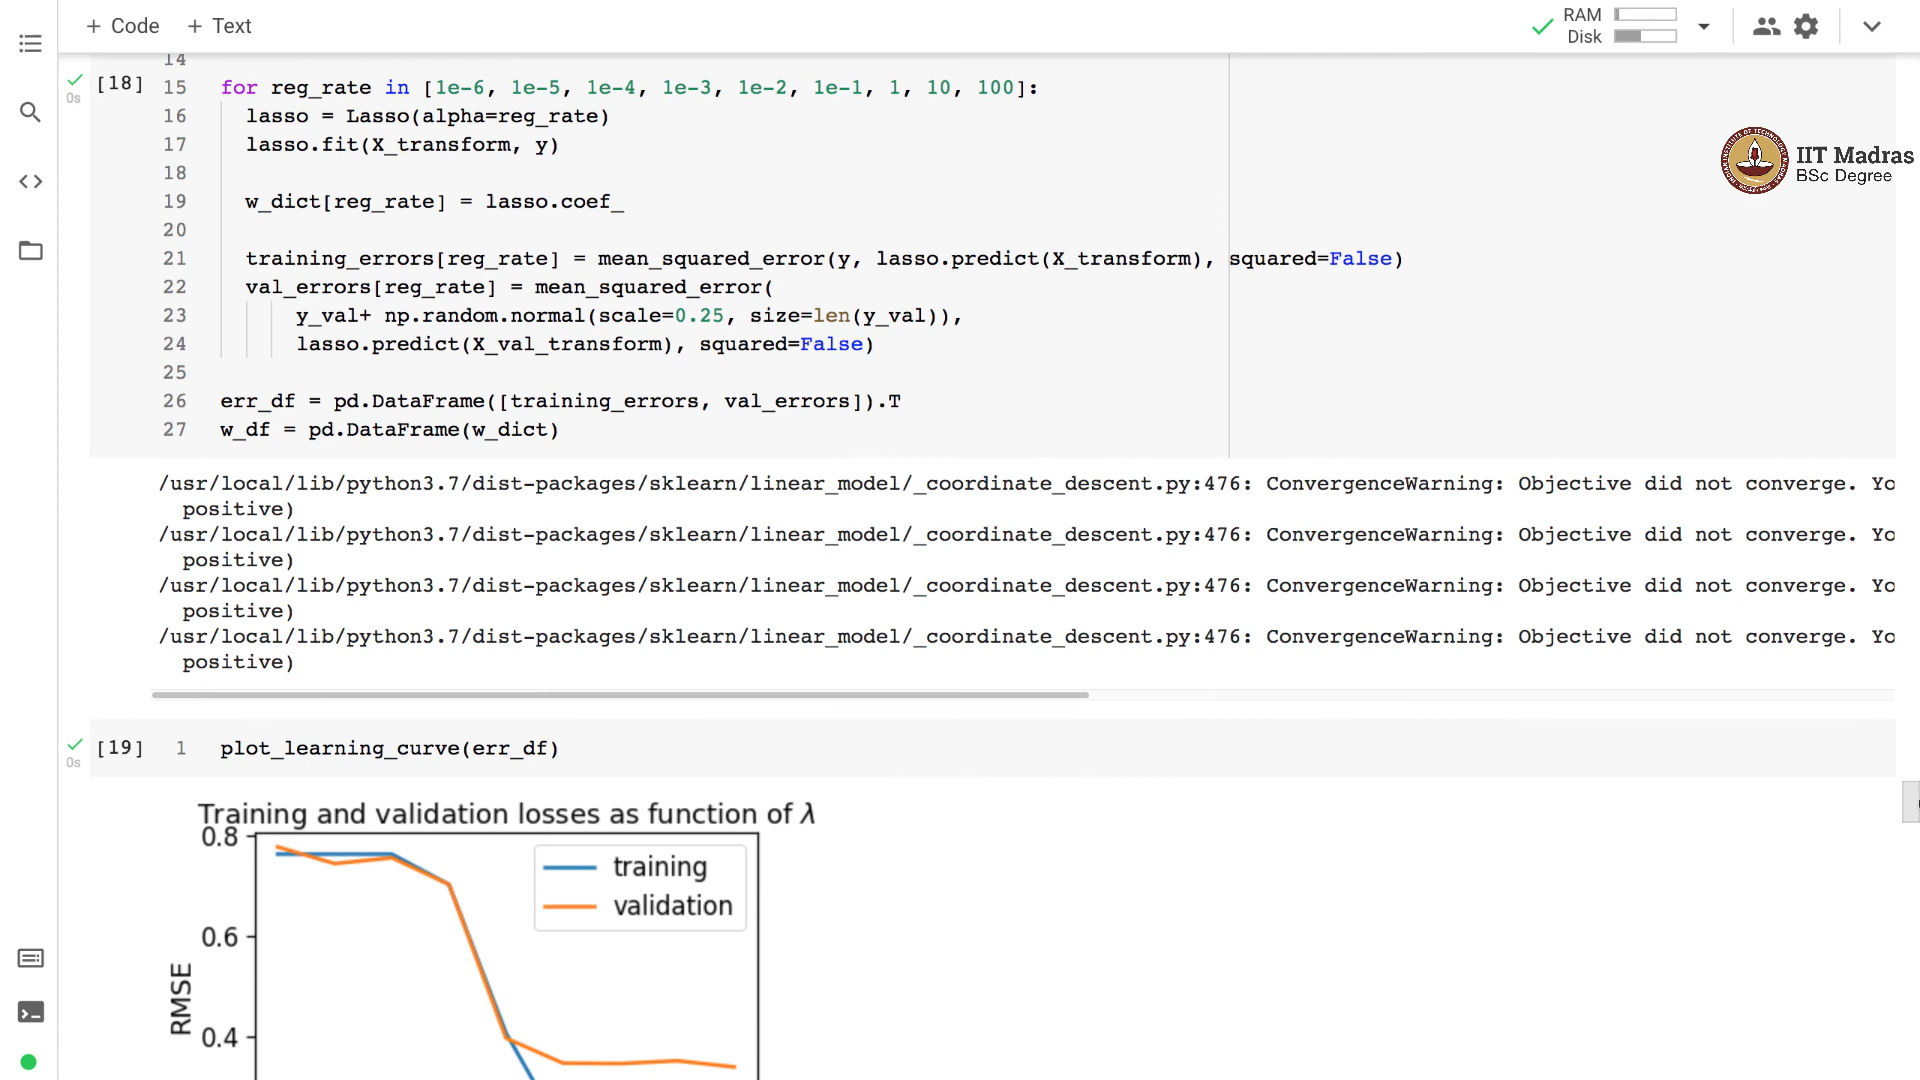 + Code + Text
RAM
Disk
14
[18] 15 for reg_rate in [1e-6, 1e-5, 1e-4, 1e-3, 1e-2, 1e-1, 1, 10, 100]:
0s
16 lasso = Lasso(alpha=reg_rate)
17 lasso.fit(X_transform, y)
18
19 w_dict[reg_rate] = lasso.coef_
20
21 training_errors[reg_rate] = mean_squared_error(y, lasso.predict(X_transform), squared=False)
22 val_errors[reg_rate] = mean_squared_error(
23 y_val+ np.random.normal(scale=0.25, size=len(y_val)),
24 lasso.predict(X_val_transform), squared=False)
25
26 err_df = pd.DataFrame([training_errors, val_errors]).T
27 w_df = pd.DataFrame(w_dict)
IIT Madras
BSc Degree
/usr/local/lib/python3.7/dist-packages/sklearn/linear_model/_coordinate_descent.py:476: ConvergenceWarning: Objective did not converge. Yo
positive)
/usr/local/lib/python3.7/dist-packages/sklearn/linear_model/_coordinate_descent.py:476: ConvergenceWarning: Objective did not converge. Yo
positive)
/usr/local/lib/python3.7/dist-packages/sklearn/linear_model/_coordinate_descent.py:476: ConvergenceWarning: Objective did not converge. Yo
positive)
/usr/local/lib/python3.7/dist-packages/sklearn/linear_model/_coordinate_descent.py:476: ConvergenceWarning: Objective did not converge. Yo
positive)
[19] 1 plot_learning_curve(err_df)
0s
Training and validation losses as function of λ
0.8
training
validation
0.6
RMSE
0.4